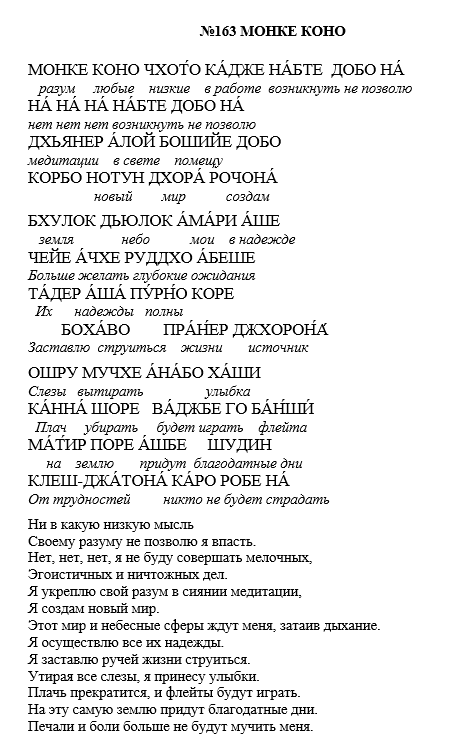 №163 МОНКЕ КОНО
МОНКЕ КОНО ЧХОТ́О КА́ДЖЕ НА́БТЕ ДОБО НА́
разум любые низкие в работе возникнуть не позволю
НА́ НА́ НА́ НА́БТЕ ДОБО НА́
нет нет нет возникнуть не позволю
ДХЬЯНЕР А́ЛОЙ БОШИЙЕ ДОБО
медитации в свете помещу
КОРБО НОТУН ДХОРА́ РОЧОНА́
новый мир создам
БХУЛОК ДЬЮЛОК А́МА́РИ А́ШЕ
земля небо мои в надежде
ЧЕЙЕ А́ЧХЕ РУДДХО А́БЕШЕ
Больше желать глубокие ожидания
ТА́ДЕР А́ША́ ПУ́РН́О КОРЕ
Их надежды полны
БОХА́ВО ПРА́Н́ЕР ДЖХОРОН́А́
Заставлю струиться жизни источник
ОШРУ МУЧХЕ А́НА́БО ХА́ШИ
Слезы вытирать улыбка
КА́ННА́ ШОРЕ ВА́ДЖБЕ ГО БА́Н́ШИ́
Плач убирать будет играть флейта
МА́Т́ИР ПОРЕ А́ШБЕ ШУДИН
на землю придут благодатные дни
КЛЕШ-ДЖА́ТОНА́ КА́РО РОБЕ НА́
От трудностей никто не будет страдать
Ни в какую низкую мысль
Своему разуму не позволю я впасть.
Нет, нет, нет, я не буду совершать мелочных,
Эгоистичных и ничтожных дел.
Я укреплю свой разум в сиянии медитации,
Я создам новый мир.
Этот мир и небесные сферы ждут меня, затаив дыхание.
Я осуществлю все их надежды.
Я заставлю ручей жизни струиться.
Утирая все слезы, я принесу улыбки.
Плачь прекратится, и флейты будут играть.
На эту самую землю придут благодатные дни.
Печали и боли больше не будут мучить меня.